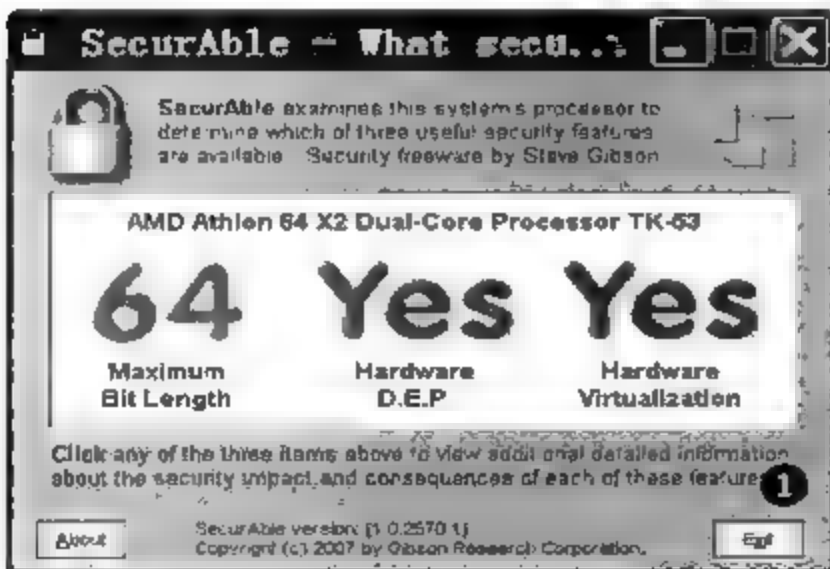 SecurAble - What secu...
SecurAble examines this system's processor to
determine which of three useful security features
are available. Security freeware by Steve Gibson
AMD Athlon 64 X2 Dual-Core Processor TK-53
64 Yes Yes
Maximum Bit Length
Hardware D.E.P
Hardware Virtualization
Click any of the three items above to view additional detailed information
about the security impact and consequences of each of these features
1
About
SecurAble version: [1.0.2570.1]
Copyright (c) 2007 by Gibson Research Corporation.
Exit